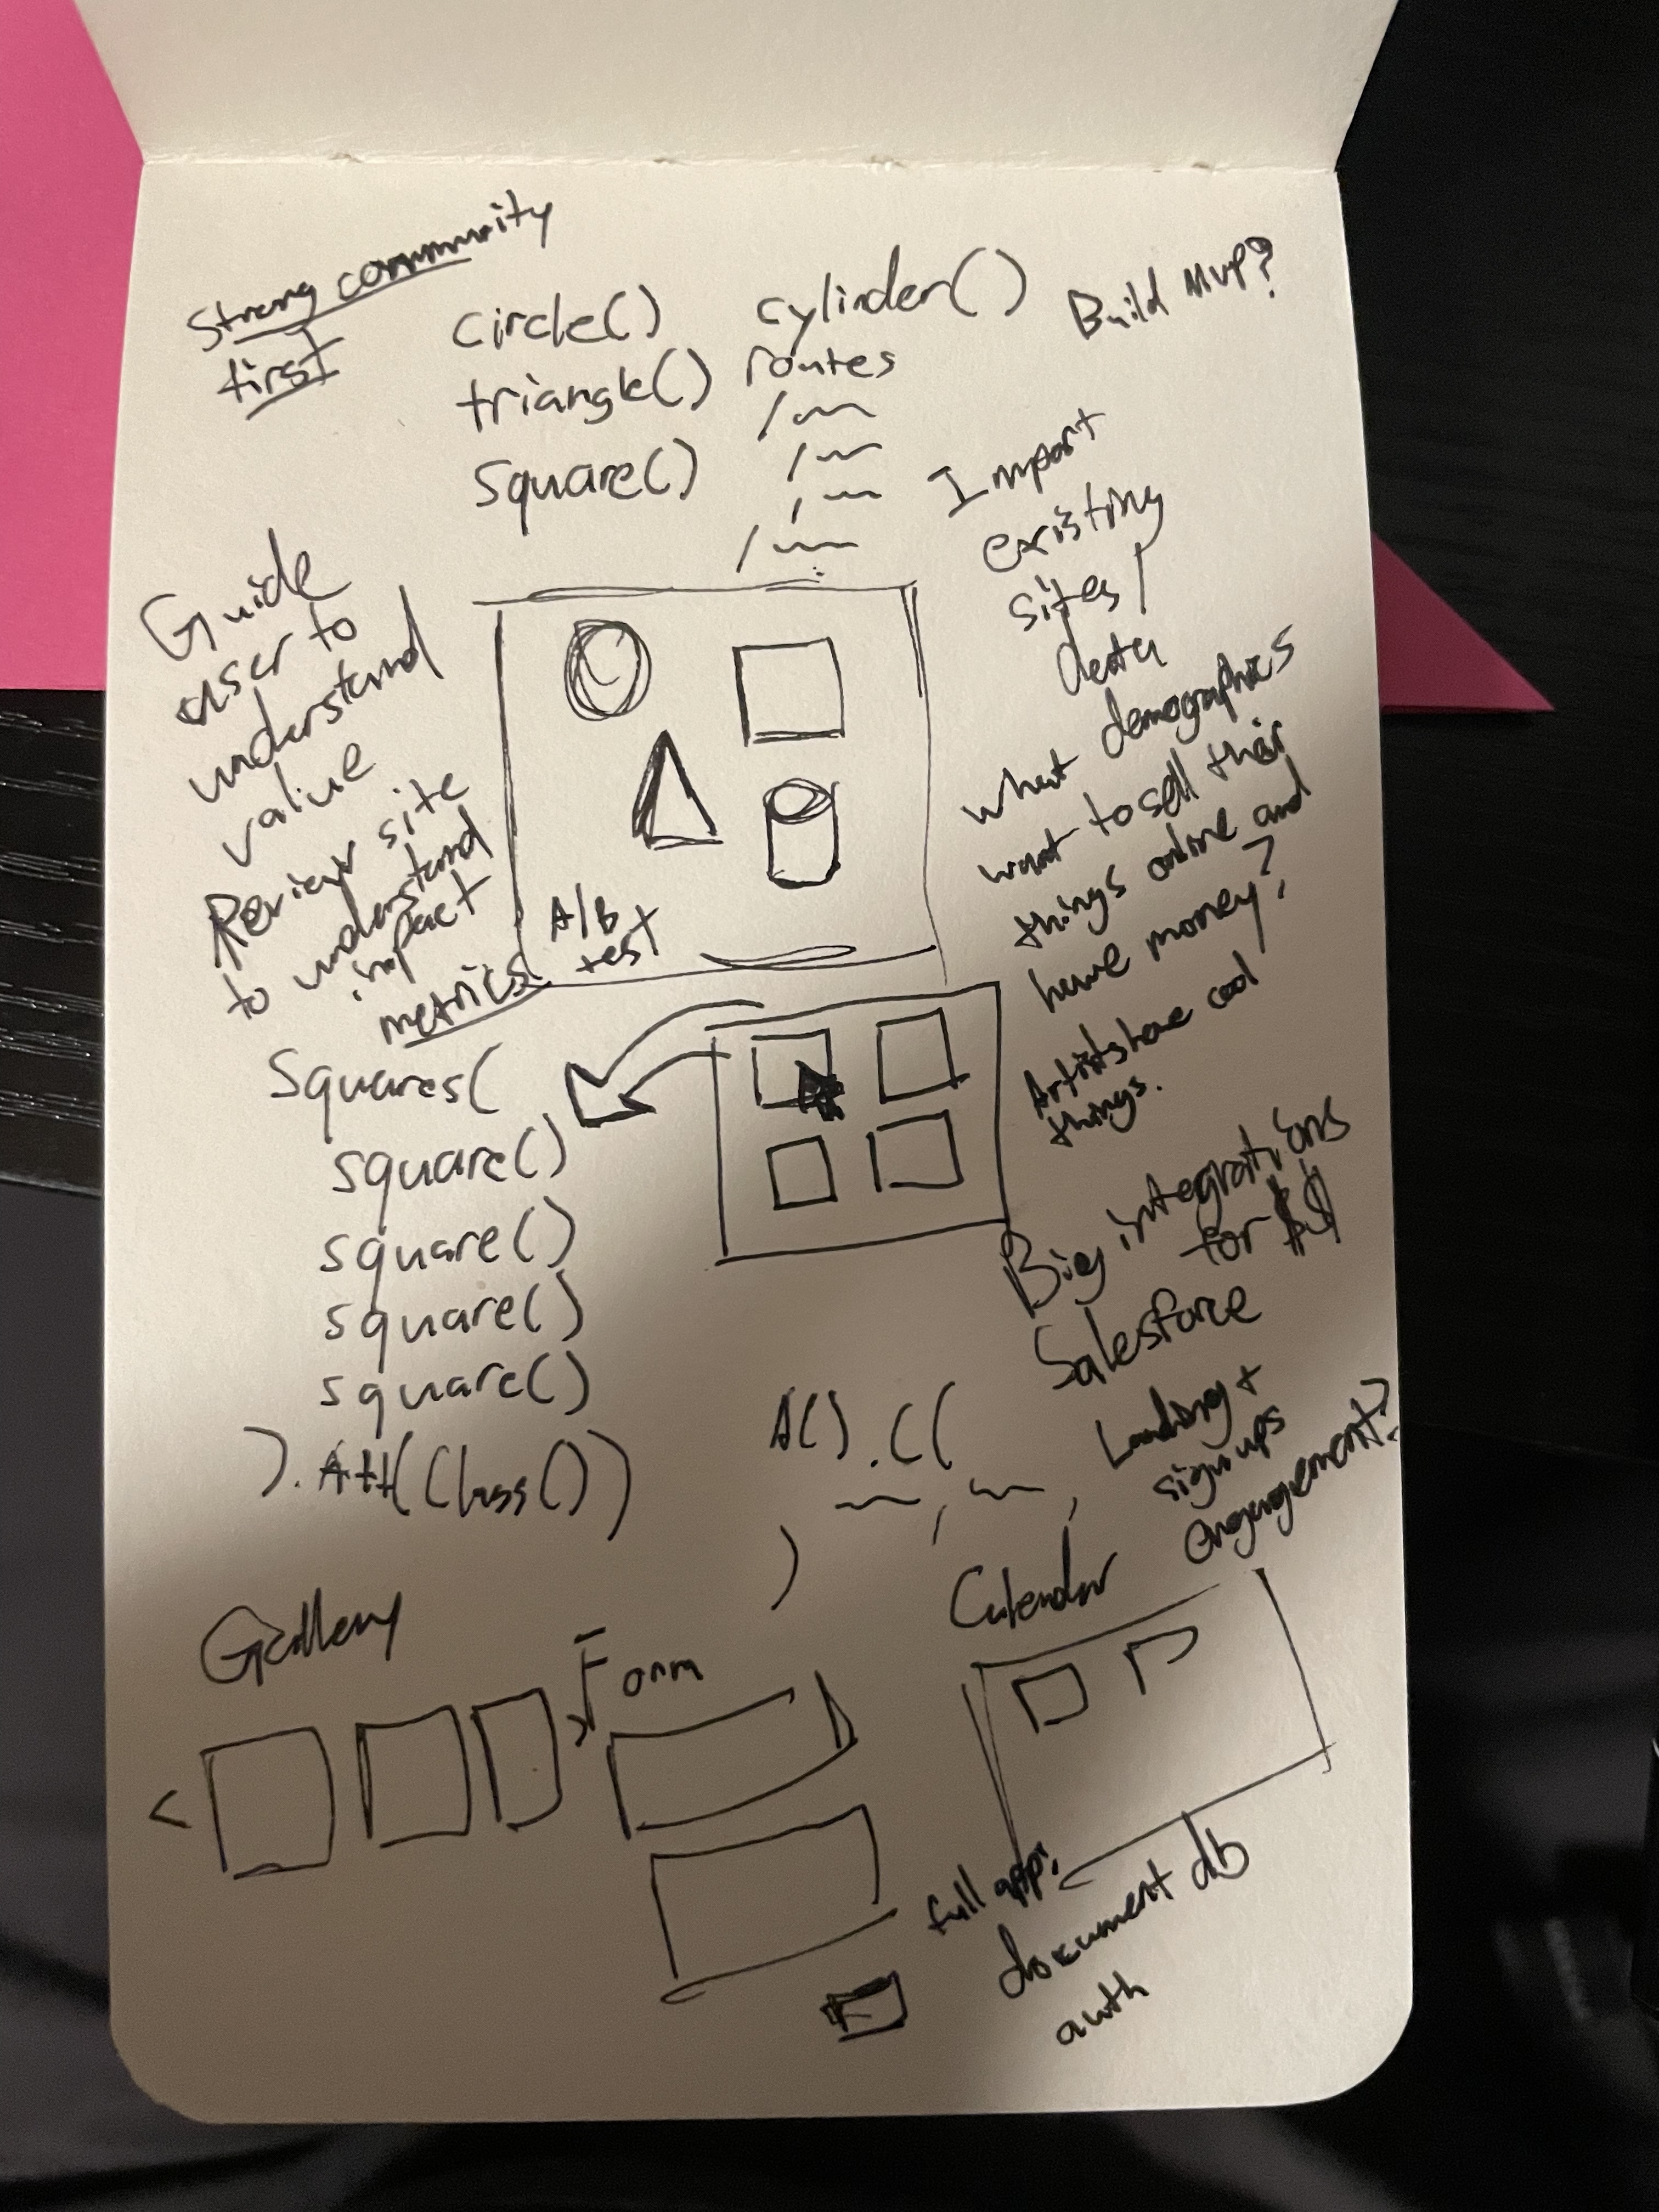 Strong community
first
circle()
triangle()
square()
cylinder()
routes
Build MVP?
Import
existing
sites/
data
Guide
user to
understand
value
Review site
to understand
impact
metrics
A/B
test
What demographics
want to sell their
things online and
have money?
Artists have cool
things.
Squares(
square()
square()
square()
square()
).Att(Class())
Big integrations
for $$
Salesforce
Landing +
signups
engagement?
A().C(
, ,
)
Gallery
< >
Form
Calendar
full app:
document db
auth